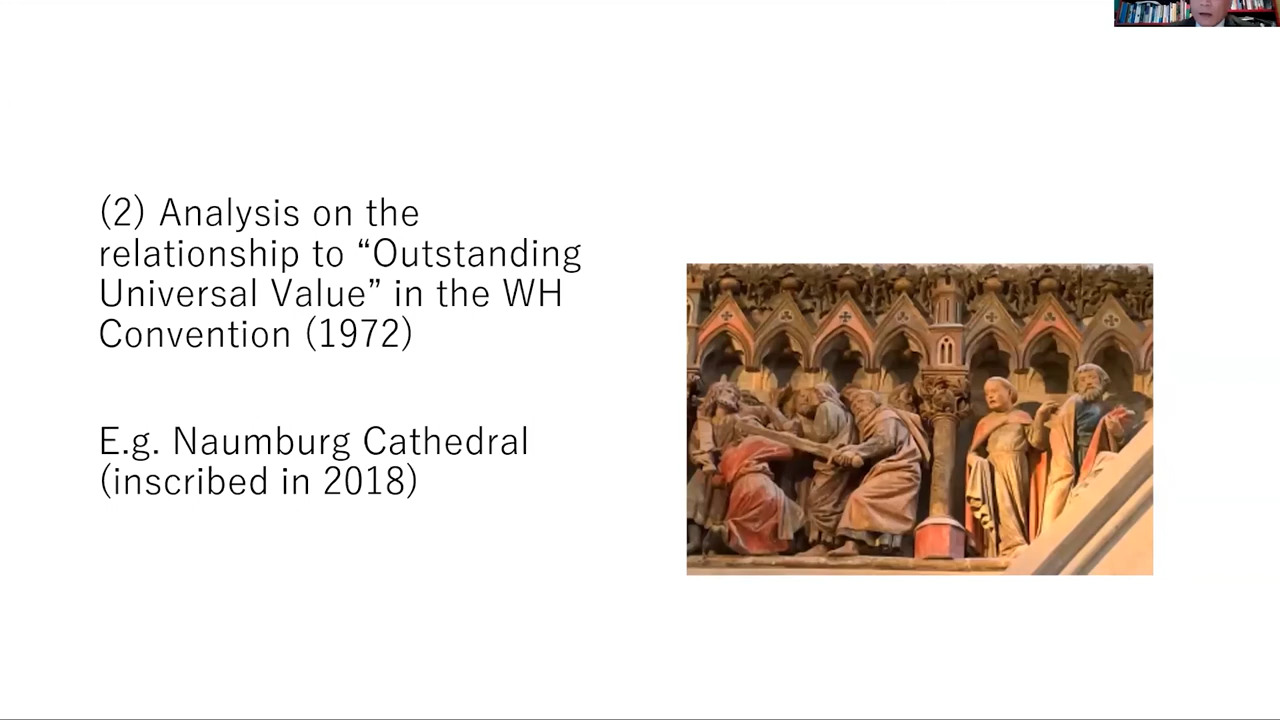 (2) Analysis on the
relationship to “Outstanding
Universal Value” in the WH
Convention (1972)
E.g. Naumburg Cathedral
(inscribed in 2018)